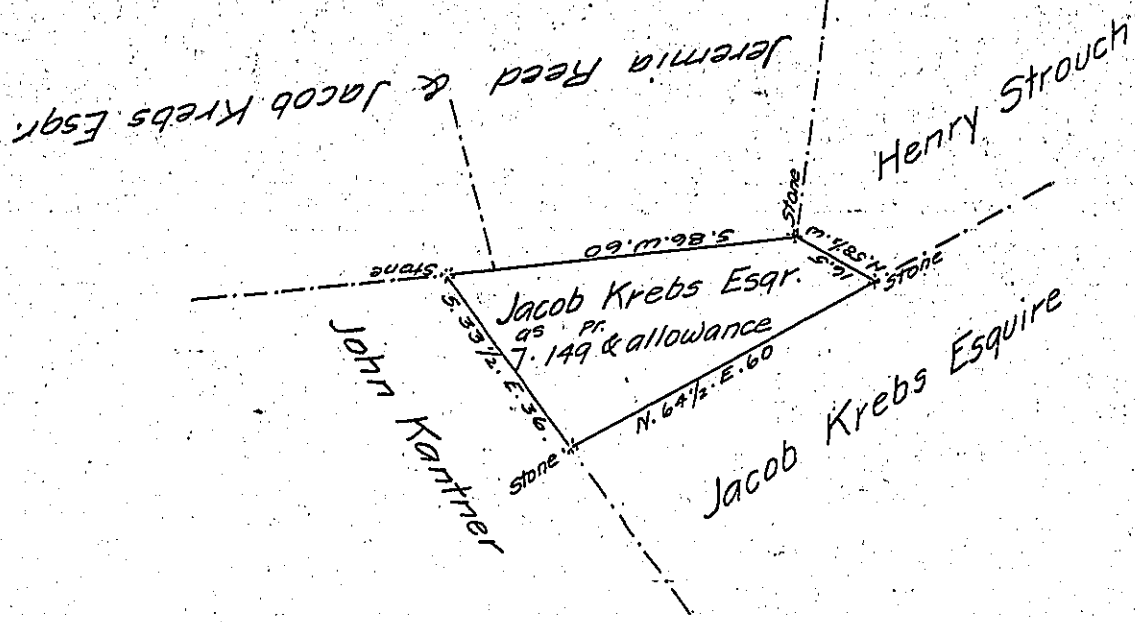 Jeremia Reed & Jacob Krebs Esqr.
Henry Strouch
Stone
S. 86. W. 60
N. 58½. W.
16.5
Stone
Stone
Jacob Krebs Esqr.
as pr.
7. 149 & allowance
S. 33½. E. 36.
N. 64½. E. 60
Stone
John Kantner
Jacob Krebs Esquire